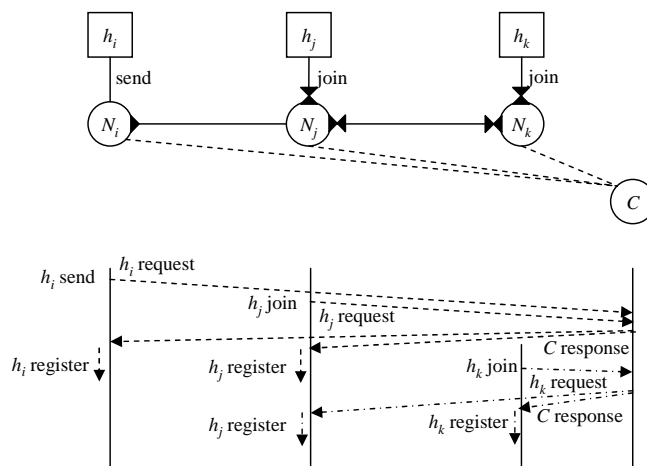 h_i h_j h_k
send join join
N_i N_j N_k
C
h_i send h_i request
h_j join h_j request
C response
h_i register h_j register h_k join
h_k request
h_j register h_k register C response